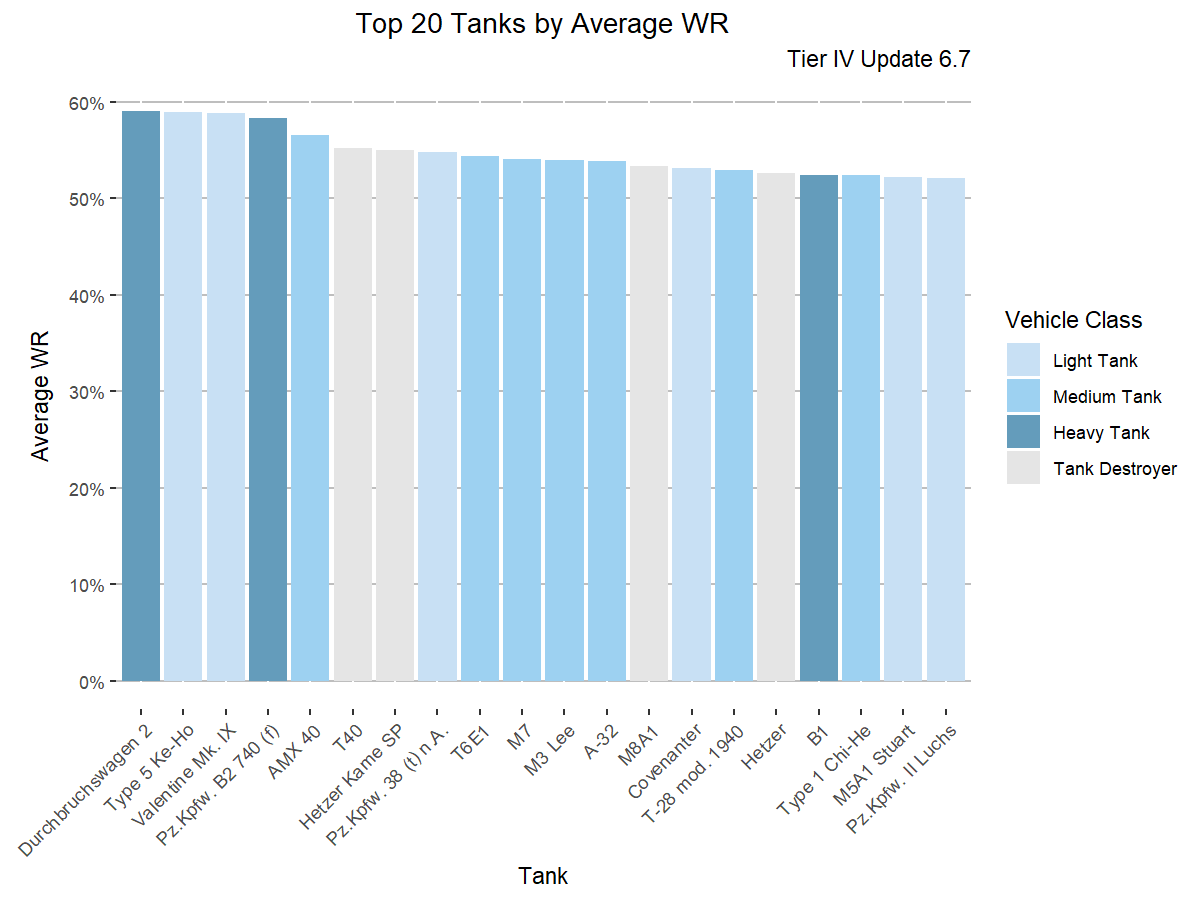 Top 20 Tanks by Average WR
Tier IV Update 6.7
Average WR
60%
50%
40%
30%
20%
10%
0%
Durchbruchswagen 2
Type 5 Ke-Ho
Valentine Mk. IX
Pz.Kpfw. B2 740 (f)
AMX 40
T40
Hetzer Kame SP
Pz.Kpfw. 38 (t) n.A.
T6E1
M7
M3 Lee
A-32
M8A1
Covenanter
T-28 mod. 1940
Hetzer
B1
Type 1 Chi-He
M5A1 Stuart
Pz.Kpfw. II Luchs
Tank
Vehicle Class
Light Tank
Medium Tank
Heavy Tank
Tank Destroyer